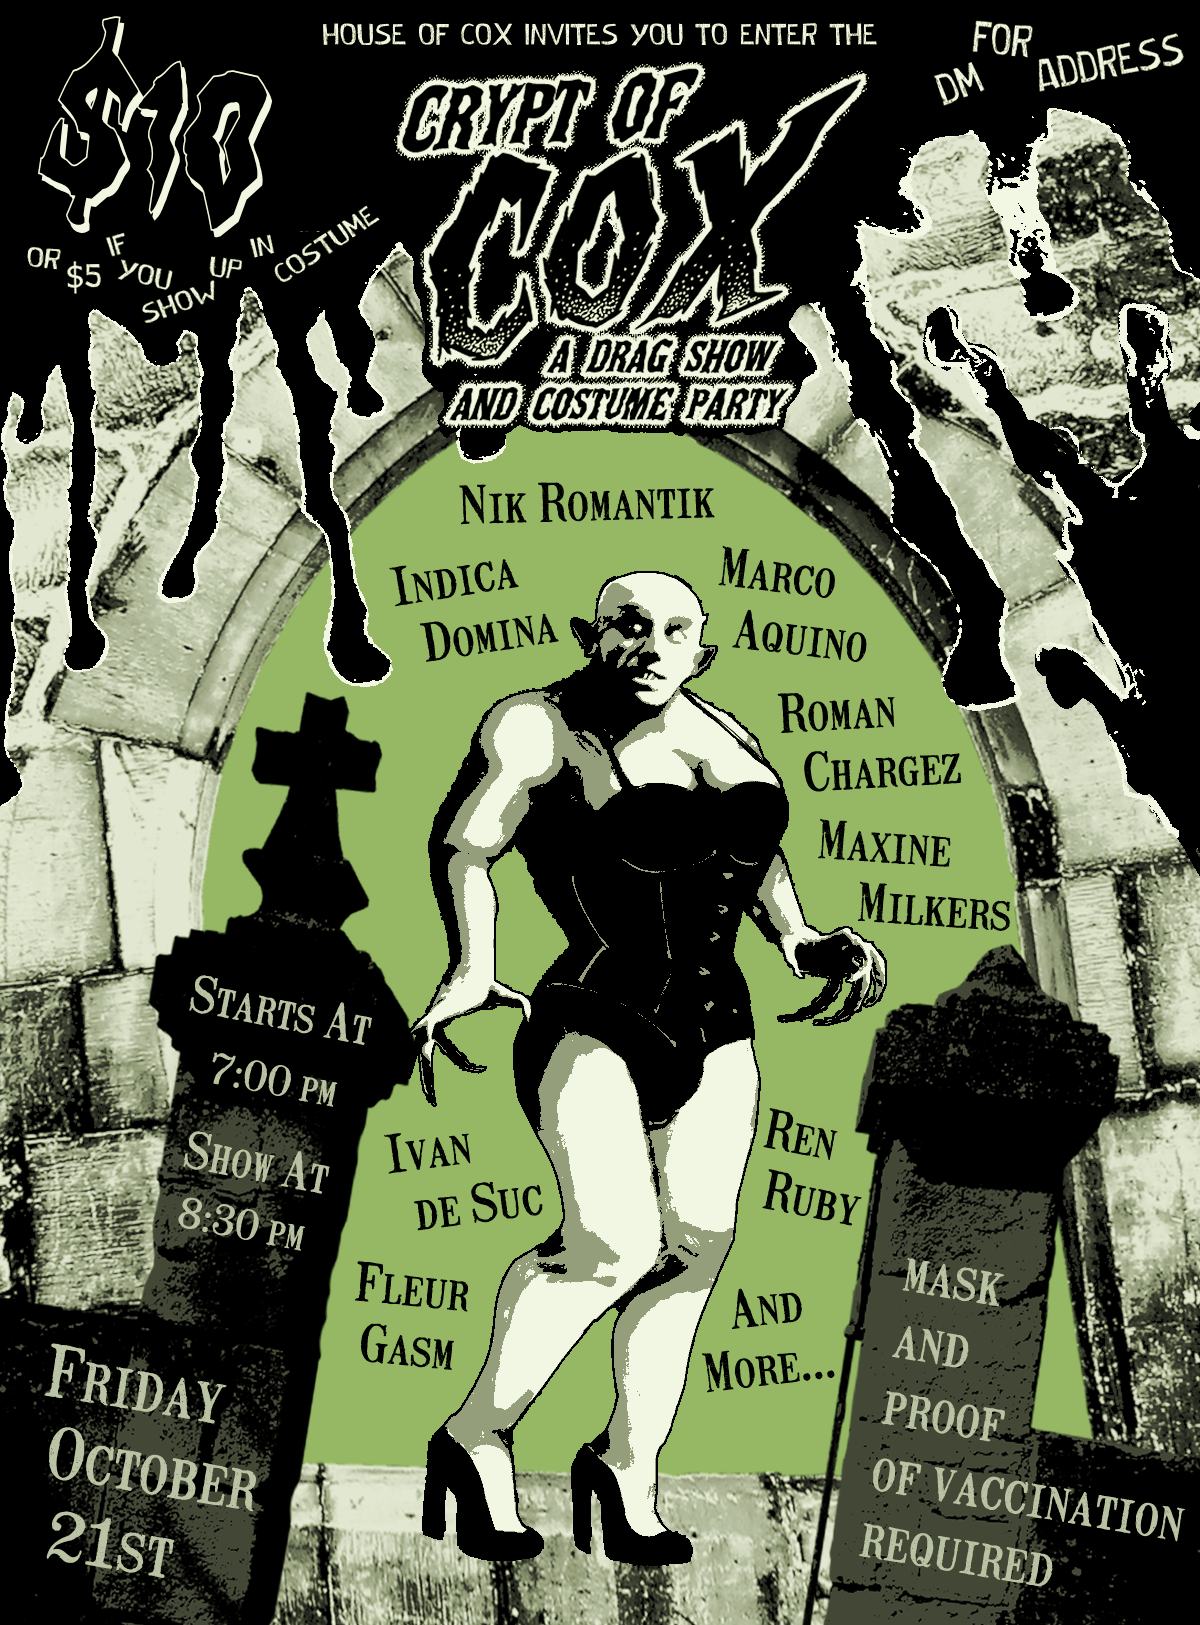 HOUSE OF COX INVITES YOU TO ENTER THE
CRYPT OF
COX
A DRAG SHOW
AND COSTUME PARTY
$10
OR $5 IF YOU SHOW UP IN COSTUME
DM FOR ADDRESS
NIK ROMANTIK
INDICA
DOMINA
MARCO
AQUINO
ROMAN
CHARGEZ
MAXINE
MILKERS
IVAN
DE SUC
FLEUR
GASM
REN
RUBY
AND
MORE...
STARTS AT
7:00 PM
SHOW AT
8:30 PM
FRIDAY
OCTOBER
21ST
MASK
AND
PROOF
OF VACCINATION
REQUIRED